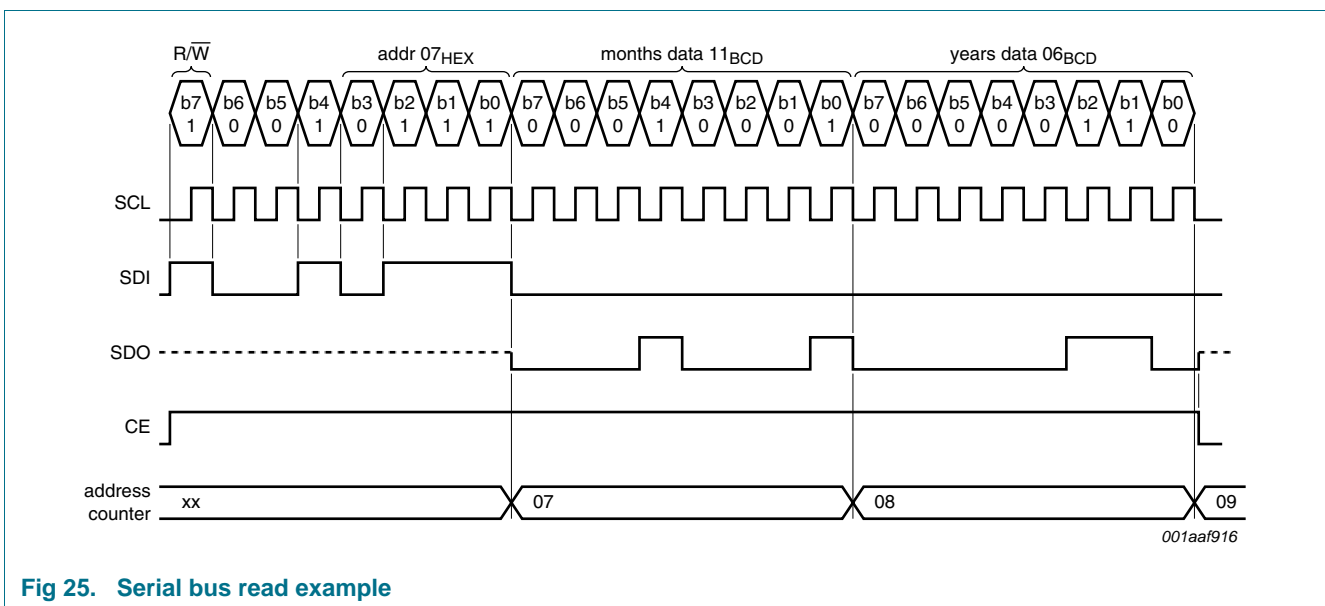 R/W addr 07HEX months data 11BCD years data 06BCD
b7 b6 b5 b4 b3 b2 b1 b0 b7 b6 b5 b4 b3 b2 b1 b0 b7 b6 b5 b4 b3 b2 b1 b0
1 0 0 1 0 1 1 1 0 0 0 1 0 0 0 1 0 0 0 0 0 1 1 0
SCL
SDI
SDO
CE
address
counter
xx 07 08 09
001aaf916
Fig 25. Serial bus read example